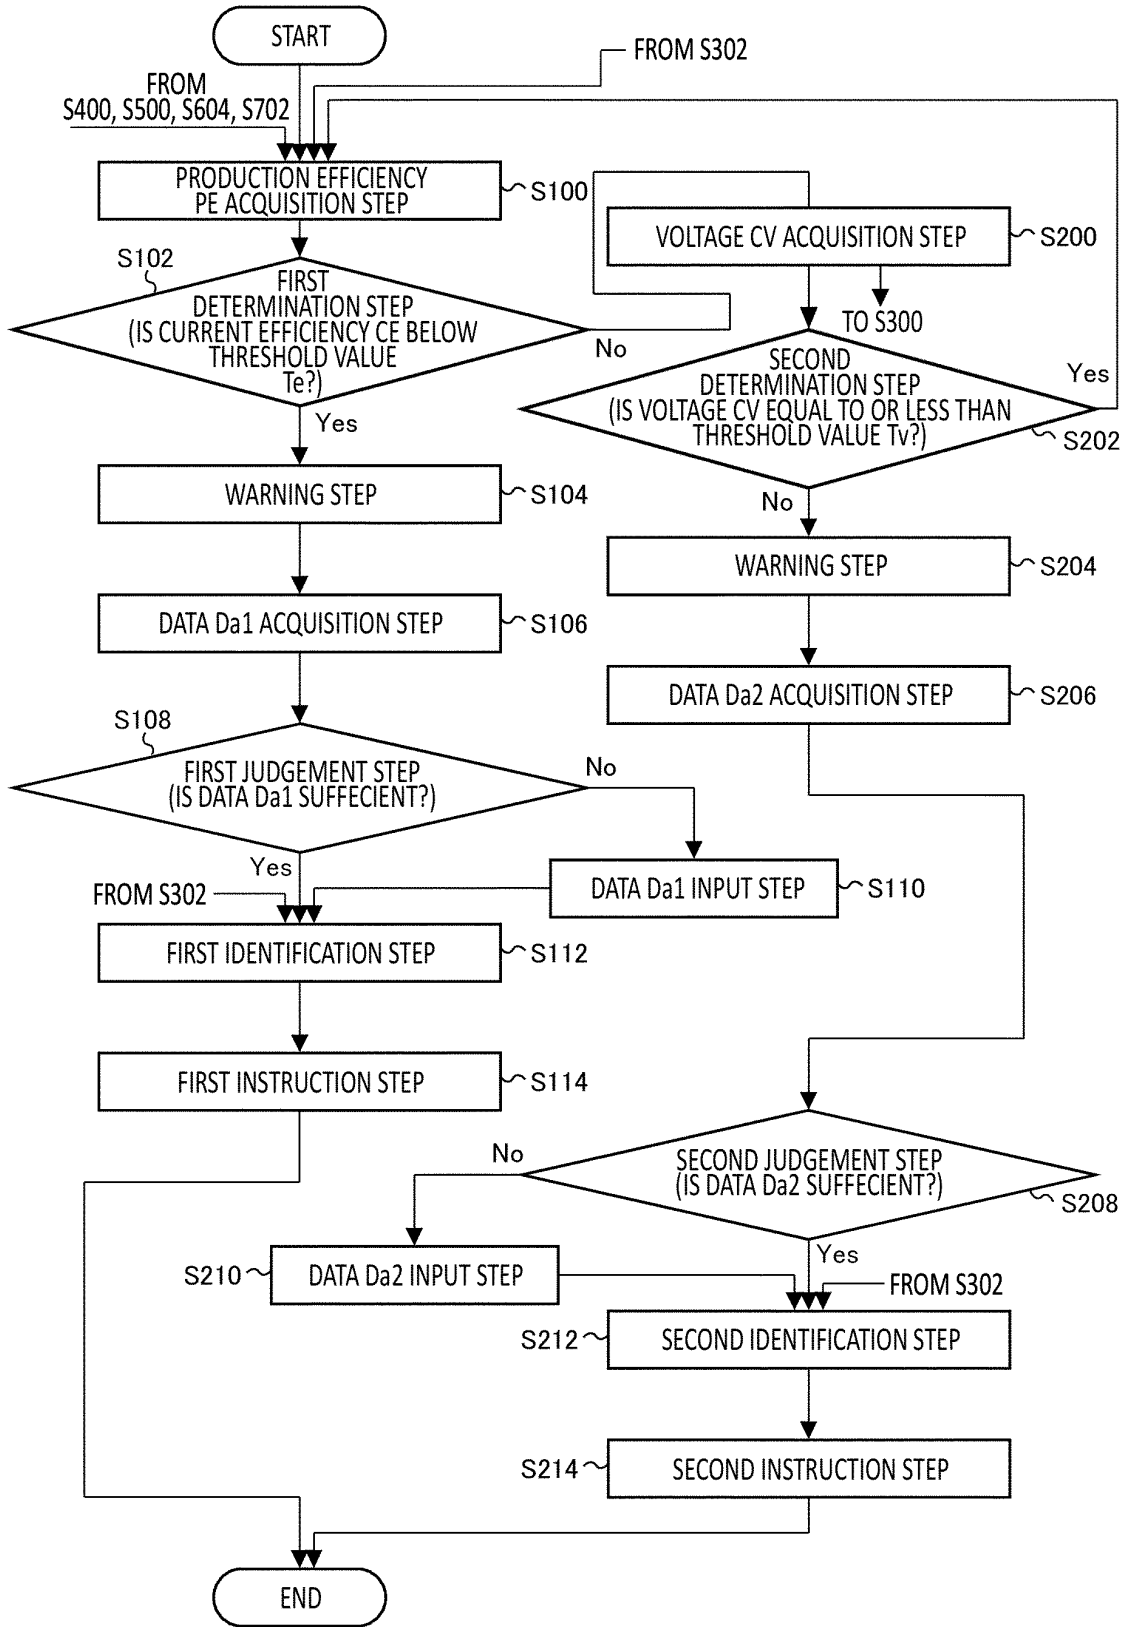 START
FROM S302
FROM
S400, S500, S604, S702
PRODUCTION EFFICIENCY
PE ACQUISITION STEP
S100
VOLTAGE CV ACQUISITION STEP
S200
TO S300
S102
FIRST
DETERMINATION STEP
(IS CURRENT EFFICIENCY CE BELOW
THRESHOLD VALUE
Te?)
No
Yes
SECOND
DETERMINATION STEP
(IS VOLTAGE CV EQUAL TO OR LESS THAN
THRESHOLD VALUE Tv?)
Yes
S202
No
WARNING STEP
S104
WARNING STEP
S204
DATA Da1 ACQUISITION STEP
S106
DATA Da2 ACQUISITION STEP
S206
S108
FIRST JUDGEMENT STEP
(IS DATA Da1 SUFFECIENT?)
No
Yes
DATA Da1 INPUT STEP
S110
FROM S302
FIRST IDENTIFICATION STEP
S112
FIRST INSTRUCTION STEP
S114
No
SECOND JUDGEMENT STEP
(IS DATA Da2 SUFFECIENT?)
S208
Yes
S210
DATA Da2 INPUT STEP
FROM S302
S212
SECOND IDENTIFICATION STEP
S214
SECOND INSTRUCTION STEP
END